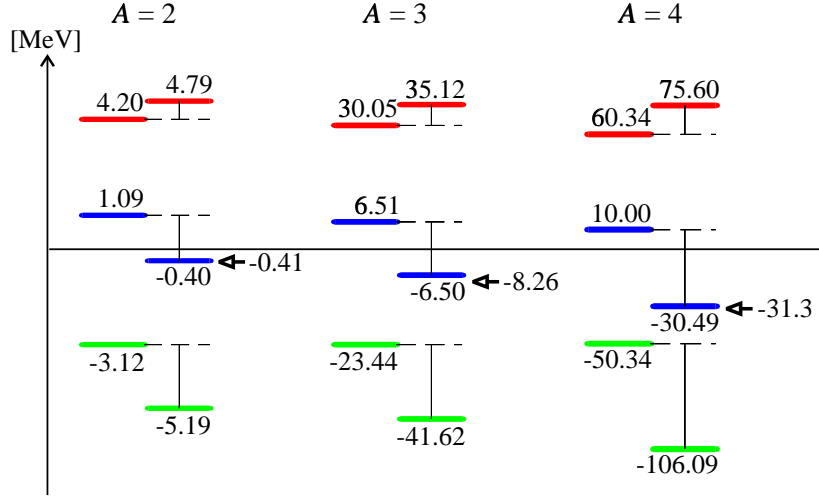 A = 2 A = 3 A = 4
[MeV]
4.20 4.79 30.05 35.12 60.34 75.60
1.09 6.51 10.00
-0.40 -0.41 -6.50 -8.26 -30.49 -31.3
-3.12 -23.44 -50.34
-5.19 -41.62 -106.09